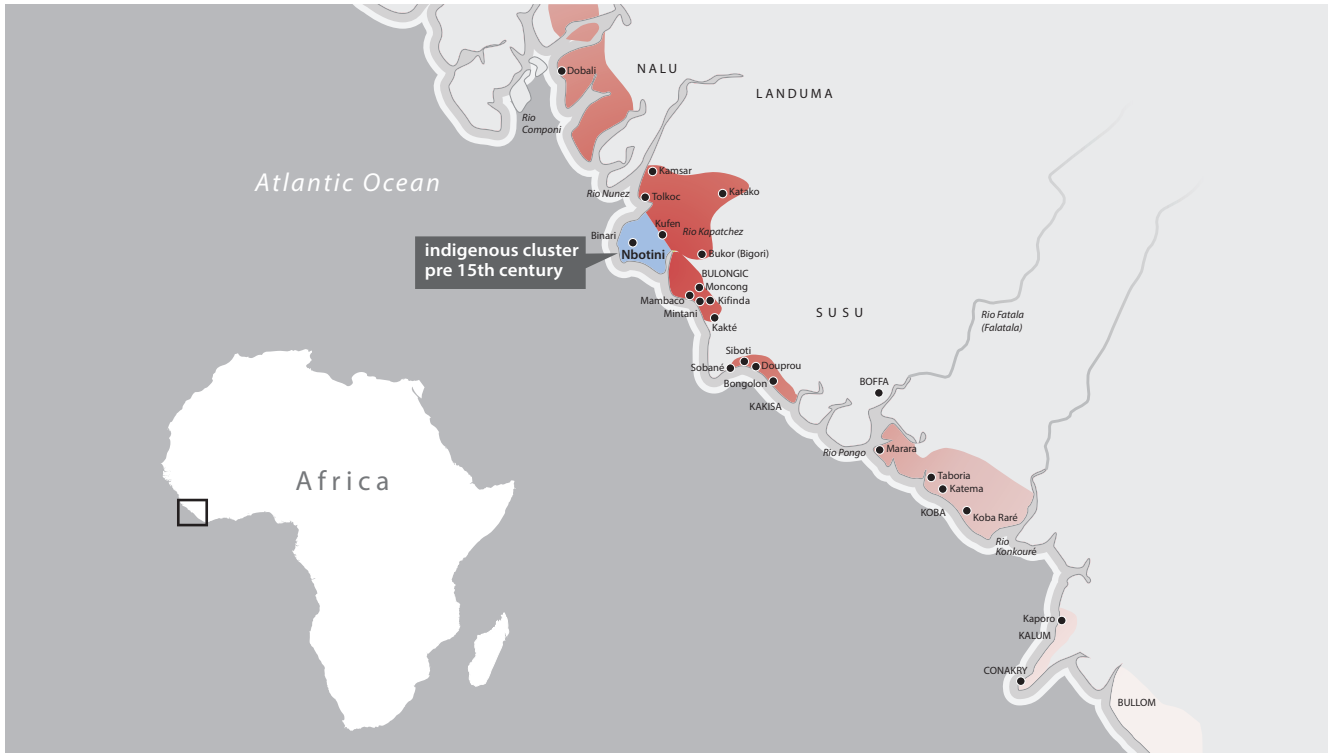 Dobali
NALU
LANDUMA
Rio
Componi
Atlantic Ocean
Kamsar
Rio Nunez
Tolkoc
Katako
Kufen
Rio Kapatchez
Binari
Nbotini
indigenous cluster
pre 15th century
Bukor (Bigori)
BULONGIC
Moncong
Mambaco
Kifinda
Mintani
Kakté
SUSU
Rio Fatala
(Falatala)
Siboti
Sobané
Douprou
Bongolon
KAKISA
BOFFA
Rio Pongo
Marara
Taboria
Katema
KOBA
Koba Raré
Rio
Konkouré
Africa
Kaporo
KALUM
CONAKRY
BULLOM